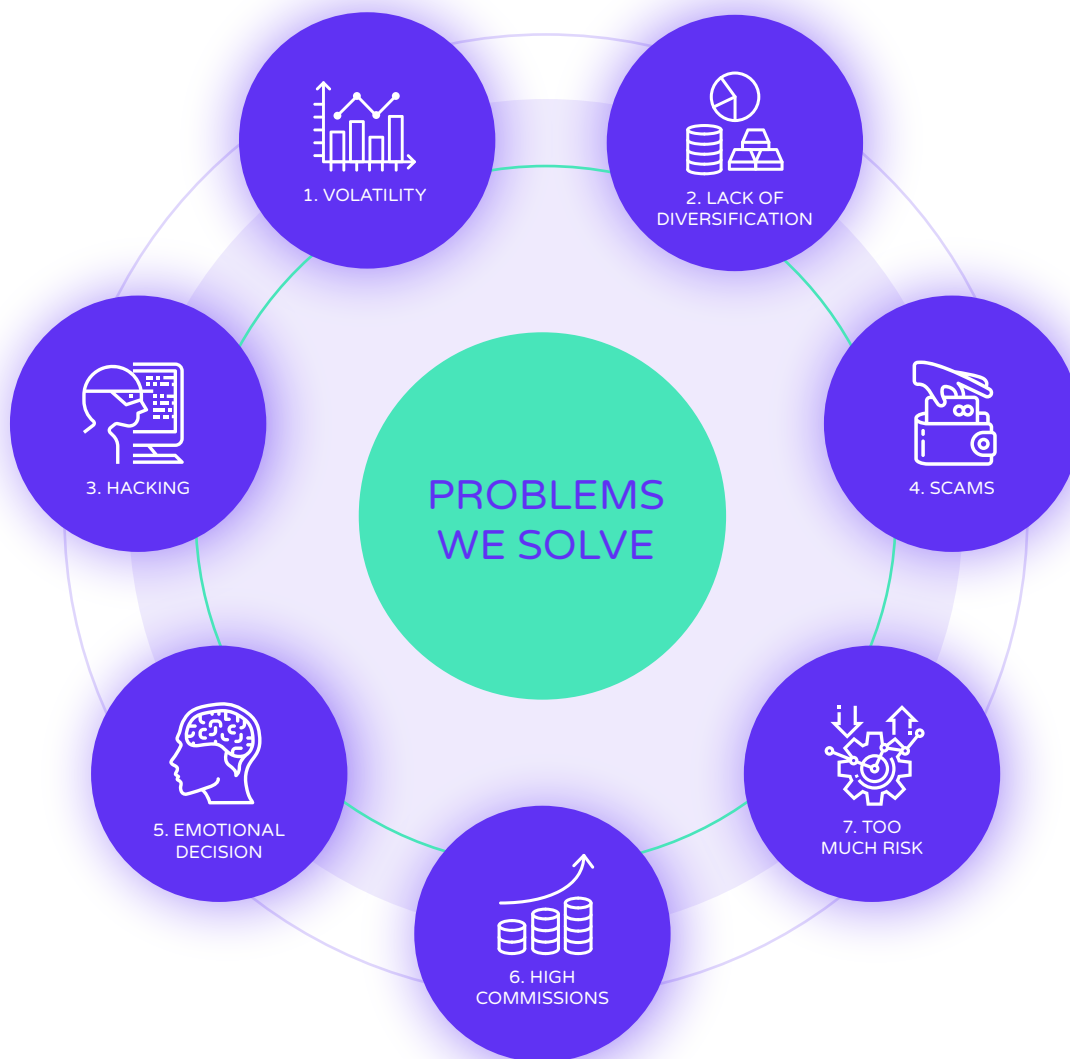 1. VOLATILITY
2. LACK OF
DIVERSIFICATION
3. HACKING
4. SCAMS
PROBLEMS
WE SOLVE
5. EMOTIONAL
DECISION
6. HIGH
COMMISSIONS
7. TOO
MUCH RISK